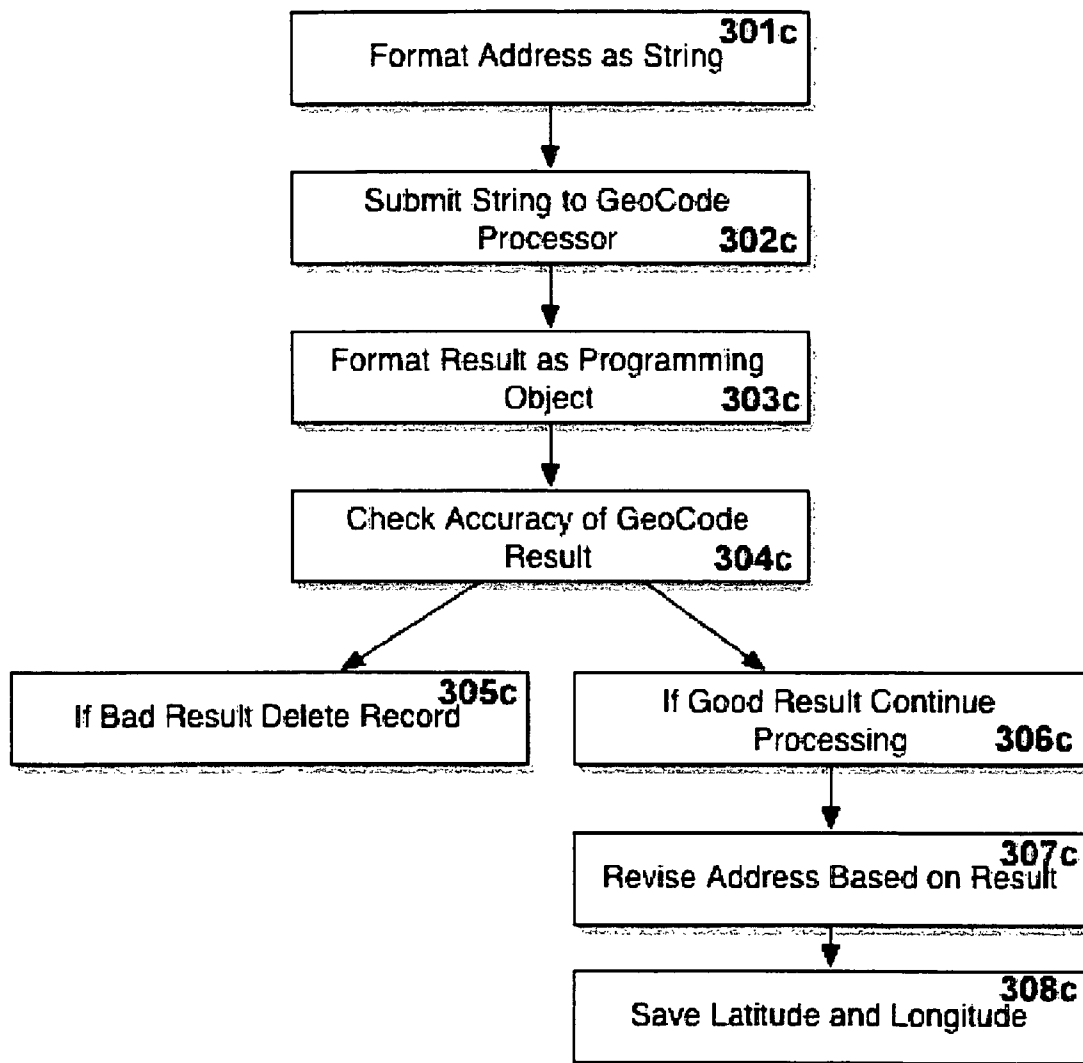 301c
Format Address as String
Submit String to GeoCode
Processor 302c
Format Result as Programming
Object 303c
Check Accuracy of GeoCode
Result 304c
305c
If Bad Result Delete Record
If Good Result Continue
Processing 306c
307c
Revise Address Based on Result
308c
Save Latitude and Longitude